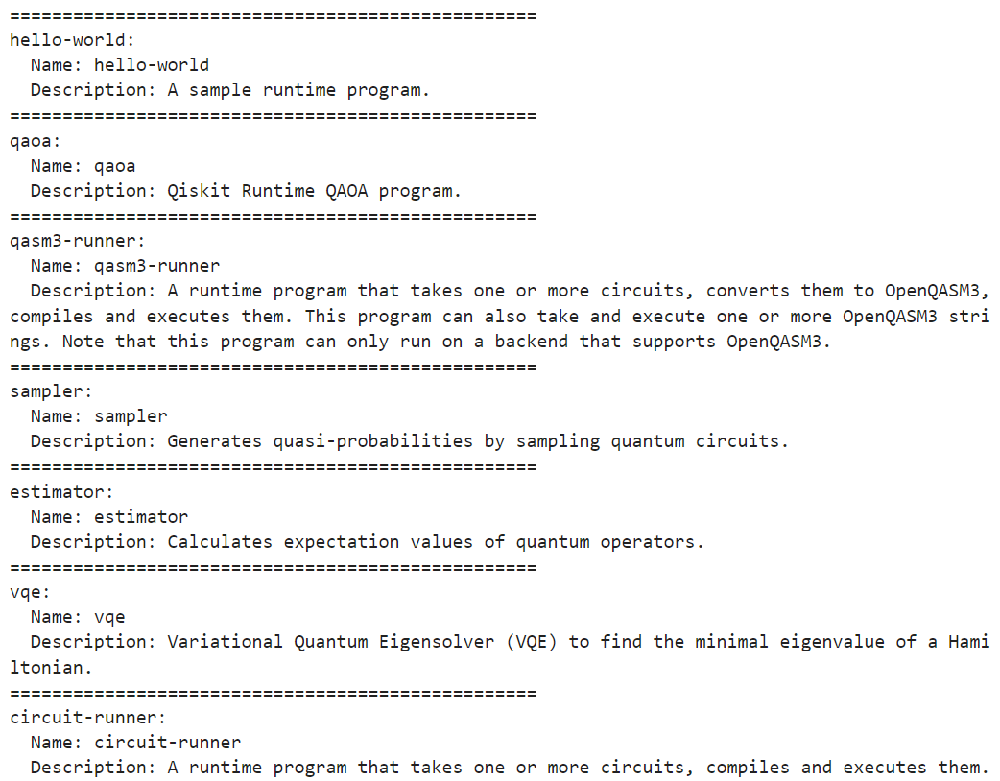 ==================================================
hello-world:
  Name: hello-world
  Description: A sample runtime program.
==================================================
qaoa:
  Name: qaoa
  Description: Qiskit Runtime QAOA program.
==================================================
qasm3-runner:
  Name: qasm3-runner
  Description: A runtime program that takes one or more circuits, converts them to OpenQASM3,
compiles and executes them. This program can also take and execute one or more OpenQASM3 stri
ngs. Note that this program can only run on a backend that supports OpenQASM3.
==================================================
sampler:
  Name: sampler
  Description: Generates quasi-probabilities by sampling quantum circuits.
==================================================
estimator:
  Name: estimator
  Description: Calculates expectation values of quantum operators.
==================================================
vqe:
  Name: vqe
  Description: Variational Quantum Eigensolver (VQE) to find the minimal eigenvalue of a Hami
ltonian.
==================================================
circuit-runner:
  Name: circuit-runner
  Description: A runtime program that takes one or more circuits, compiles and executes them.